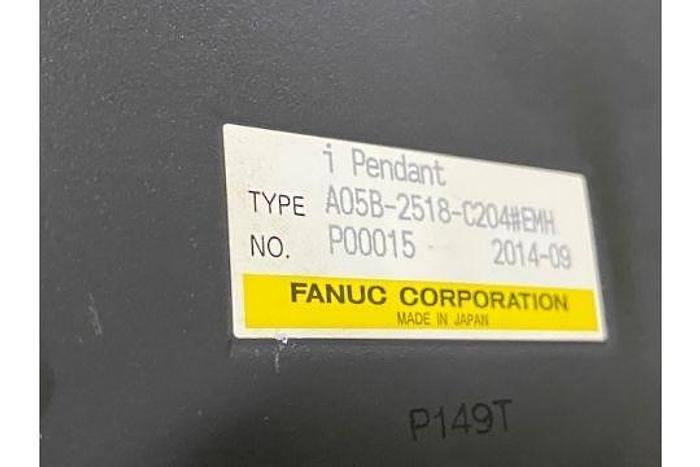 i Pendant
TYPE A05B-2518-C204#EMH
NO. P00015 2014-09
FANUC CORPORATION
MADE IN JAPAN
P149T